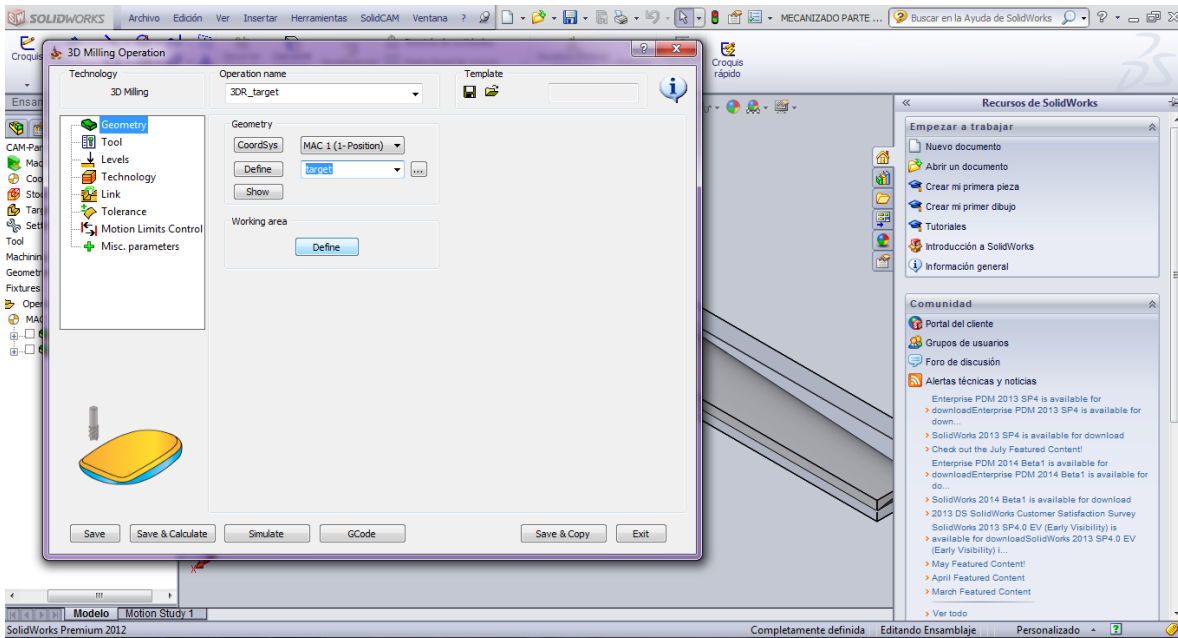 SOLIDWORKS Archivo Edición Ver Insertar Herramientas SolidCAM Ventana ? MECANIZADO PARTE ... Buscar en la Ayuda de SolidWorks
Croquis
Croquis
rápido
3D Milling Operation
Technology
3D Milling
Operation name
3DR_target
Template
Geometry
Tool
Levels
Technology
Link
Tolerance
Motion Limits Control
Misc. parameters
Geometry
CoordSys MAC 1 (1- Position)
Define target ...
Show
Working area
Define
Save Save & Calculate Simulate GCode Save & Copy Exit
Ensam
CAM-Par
Mac
Coo
Sto
Tar
Sett
Tool
Machinin
Geometr
Fixtures
Oper
MAC
X
Recursos de SolidWorks
Empezar a trabajar
Nuevo documento
Abrir un documento
Crear mi primera pieza
Crear mi primer dibujo
Tutoriales
Introducción a SolidWorks
Información general
Comunidad
Portal del cliente
Grupos de usuarios
Foro de discusión
Alertas técnicas y noticias
Enterprise PDM 2013 SP4 is available for
downloadEnterprise PDM 2013 SP4 is available for
down...
SolidWorks 2013 SP4 is available for download
Check out the July Featured Content!
Enterprise PDM 2014 Beta1 is available for
downloadEnterprise PDM 2014 Beta1 is available for
do...
SolidWorks 2014 Beta1 is available for download
2013 DS SolidWorks Customer Satisfaction Survey
SolidWorks 2013 SP4.0 EV (Early Visibility) is
available for downloadSolidWorks 2013 SP4.0 EV
(Early Visibility) i...
May Featured Content!
April Featured Content
March Featured Content
Ver todo
Modelo Motion Study 1
SolidWorks Premium 2012 Completamente definida Editando Ensamblaje Personalizado